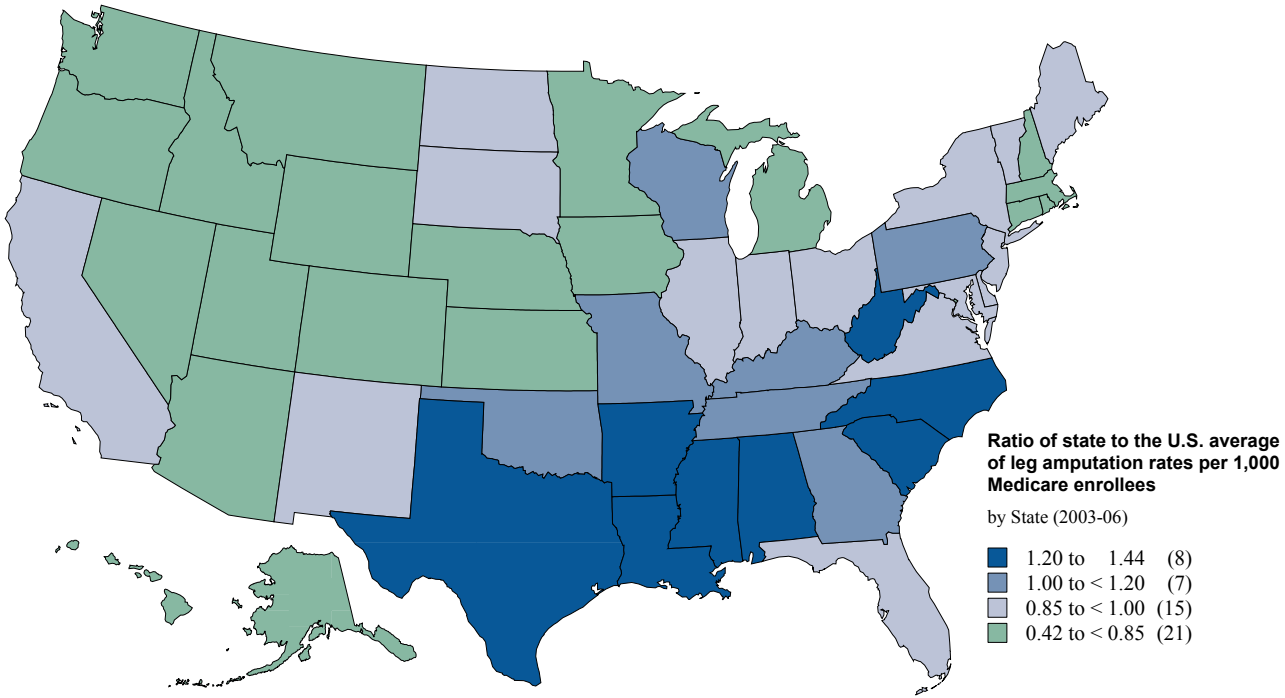 Ratio of state to the U.S. average
of leg amputation rates per 1,000
Medicare enrollees
by State (2003-06)
1.20 to 1.44 (8)
1.00 to < 1.20 (7)
0.85 to < 1.00 (15)
0.42 to < 0.85 (21)